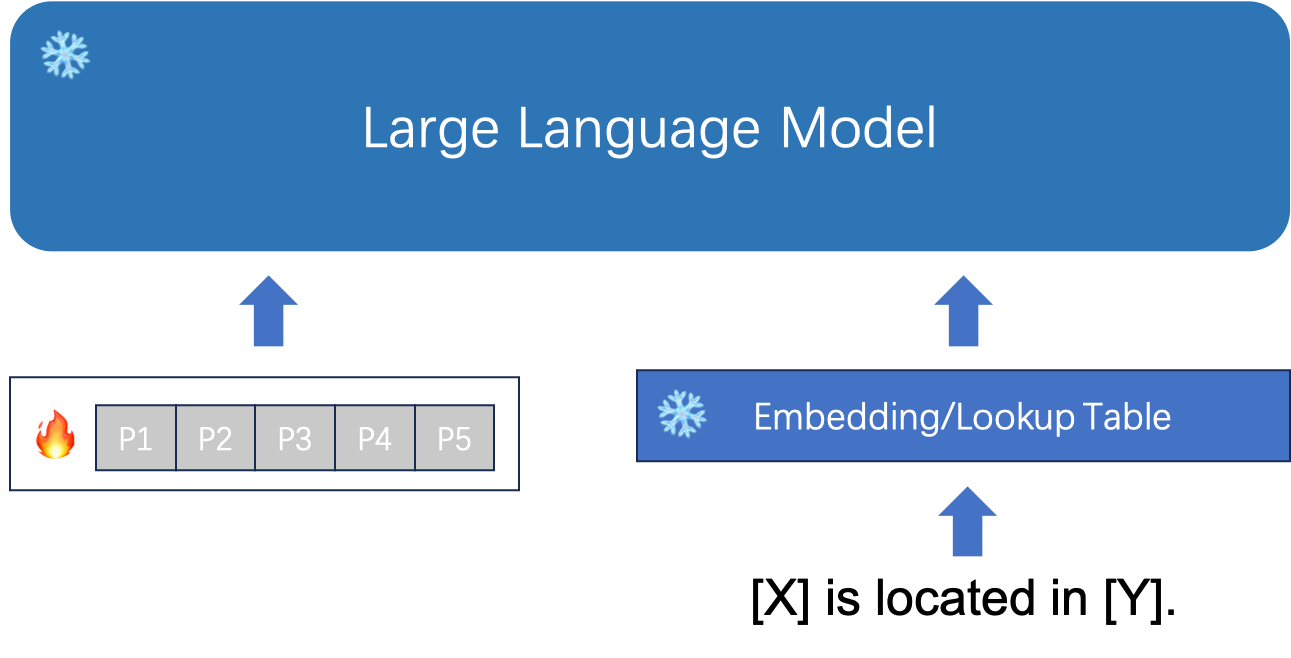 Large Language Model
P1 P2 P3 P4 P5
Embedding/Lookup Table
[X] is located in [Y].